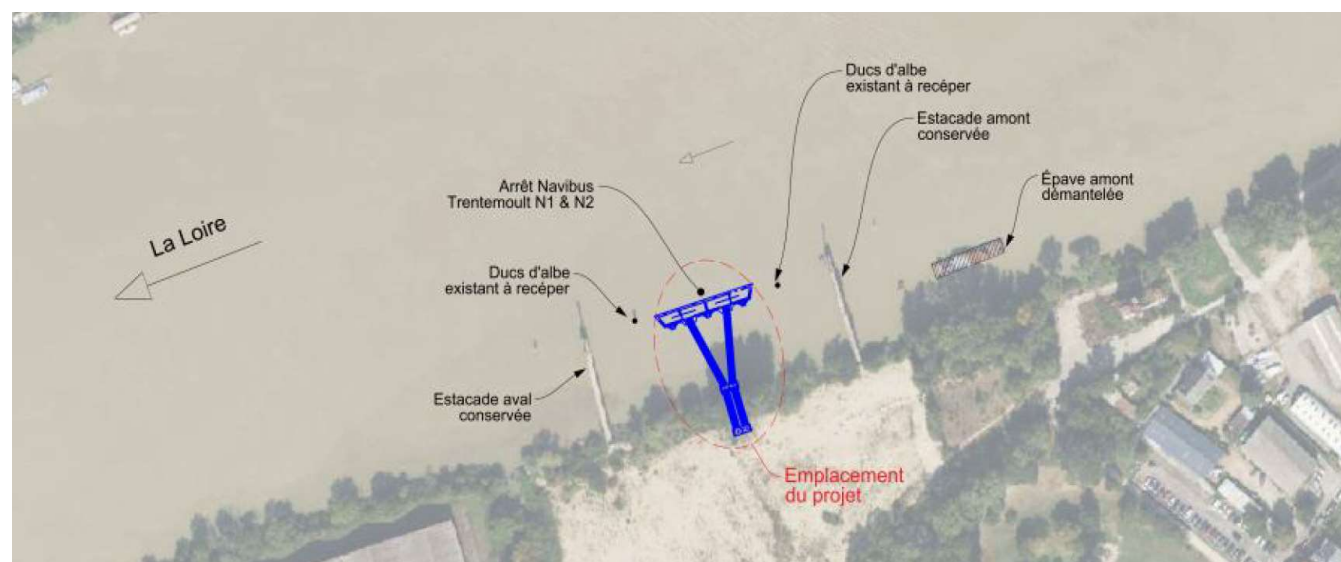 Ducs d'albe
existant à recéper
Estacade amont
conservée
Arrêt Navibus
Trentemoult N1 & N2
Épave amont
démantelée
La Loire
Ducs d'albe
existant à recéper
Estacade aval
conservée
Emplacement
du projet